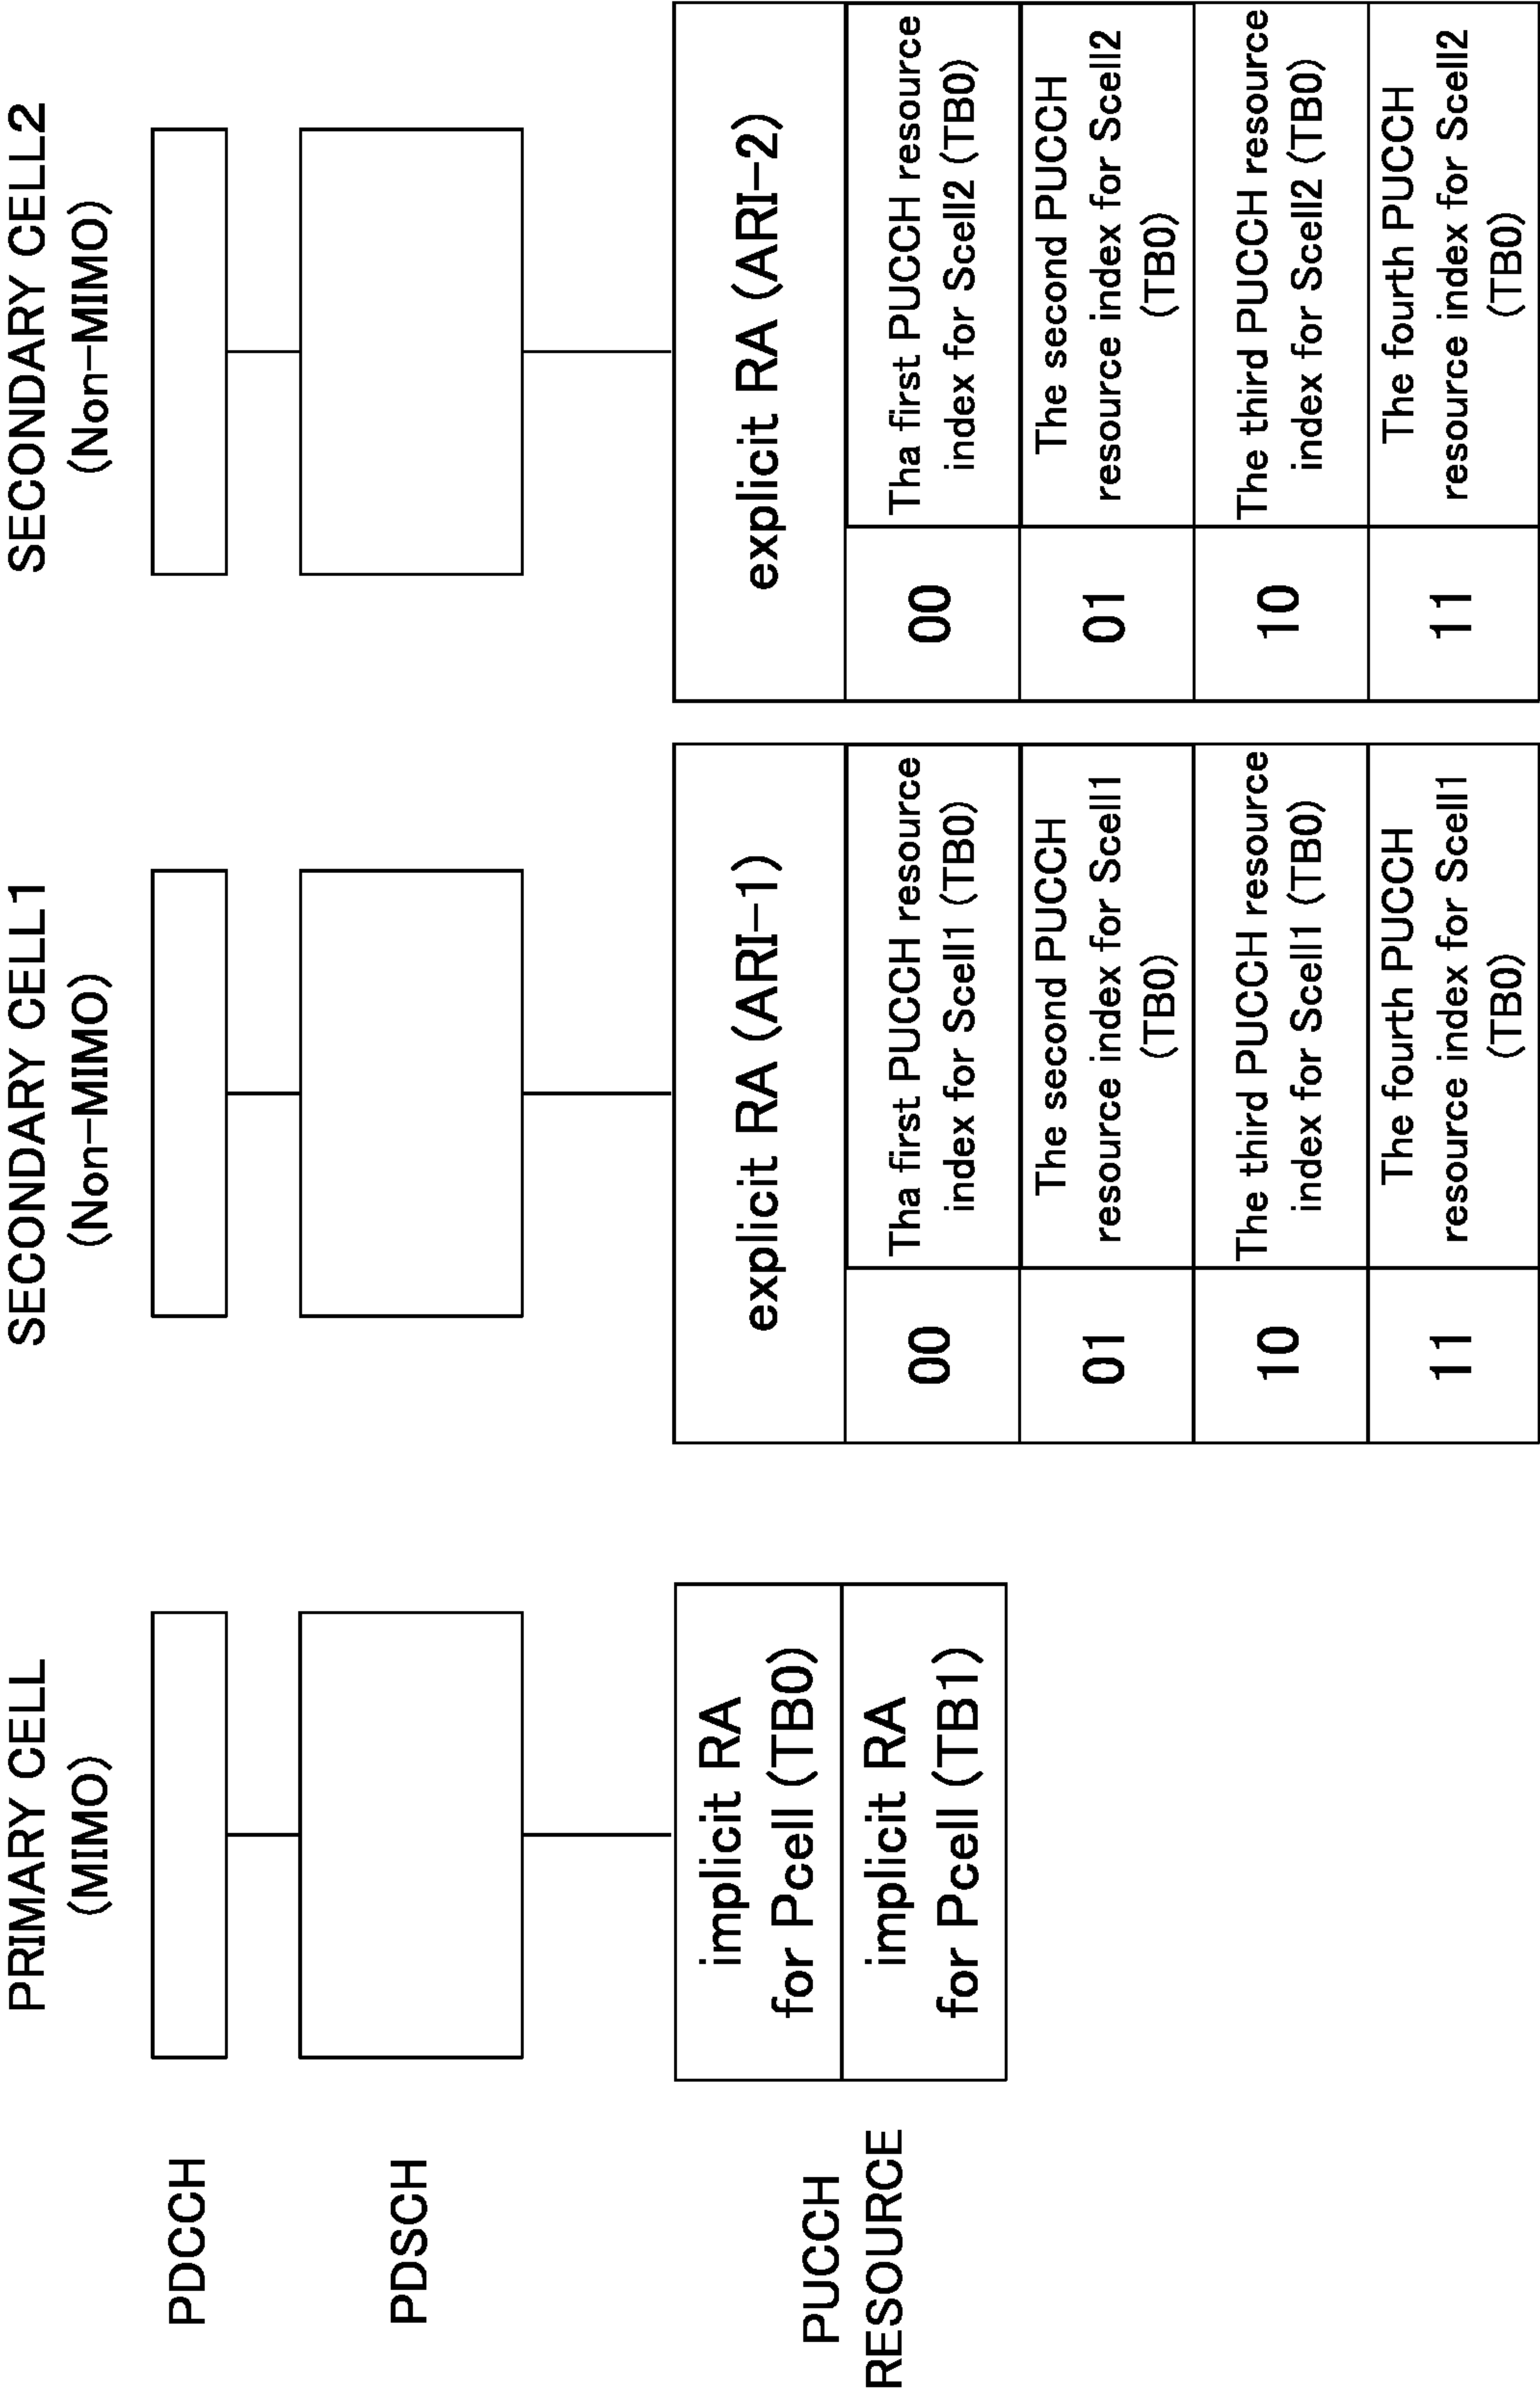 PRIMARY CELL
(MIMO)
SECONDARY CELL1
(Non-MIMO)
SECONDARY CELL2
(Non-MIMO)
PDCCH
PDSCH
PUCCH
RESOURCE
implicit RA
for Pcell (TB0)
implicit RA
for Pcell (TB1)
explicit RA (ARI-1)
00
Tha first PUCCH resource
index for Scell1 (TB0)
01
The second PUCCH
resource index for Scell1
(TB0)
10
The third PUCCH resource
index for Scell1 (TB0)
11
The fourth PUCCH
resource index for Scell1
(TB0)
explicit RA (ARI-2)
00
Tha first PUCCH resource
index for Scell2 (TB0)
01
The second PUCCH
resource index for Scell2
(TB0)
10
The third PUCCH resource
index for Scell2 (TB0)
11
The fourth PUCCH
resource index for Scell2
(TB0)